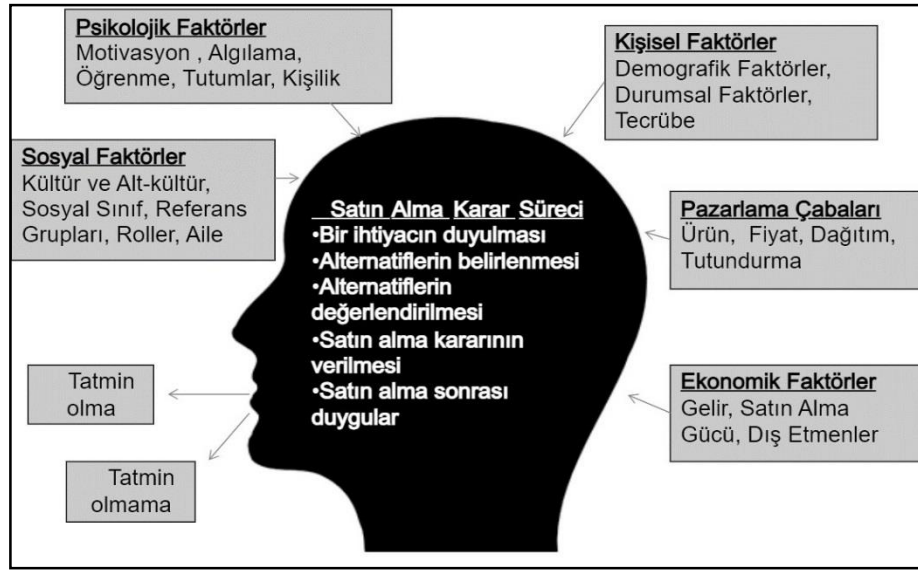 Psikolojik Faktörler
Motivasyon , Algılama,
Öğrenme, Tutumlar, Kişilik
Kişisel Faktörler
Demografik Faktörler,
Durumsal Faktörler,
Tecrübe
Sosyal Faktörler
Kültür ve Alt-kültür,
Sosyal Sınıf, Referans
Grupları, Roller, Aile
Satın Alma Karar Süreci
•Bir ihtiyacın duyulması
•Alternatiflerin belirlenmesi
•Alternatiflerin
değerlendirilmesi
•Satın alma kararının
verilmesi
•Satın alma sonrası
duygular
Pazarlama Çabaları
Ürün, Fiyat, Dağıtım,
Tutundurma
Ekonomik Faktörler
Gelir, Satın Alma
Gücü, Dış Etmenler
Tatmin
olma
Tatmin
olmama